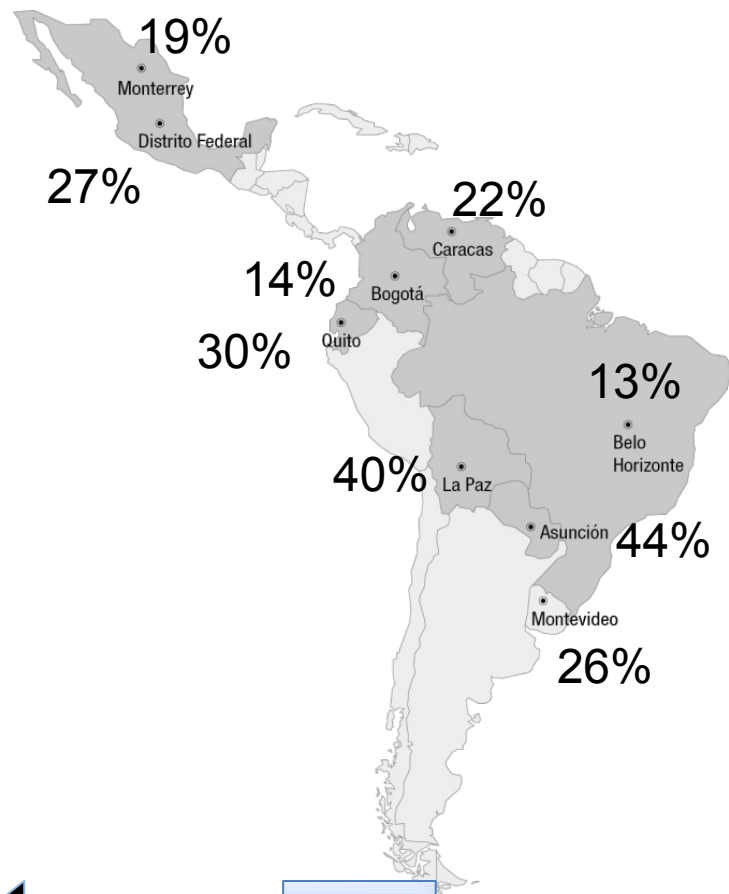 19%
Monterrey
Distrito Federal
27%
22%
Caracas
14%
Bogotá
Quito
30%
13%
Belo
Horizonte
40%
La Paz
Asunción
44%
Montevideo
26%